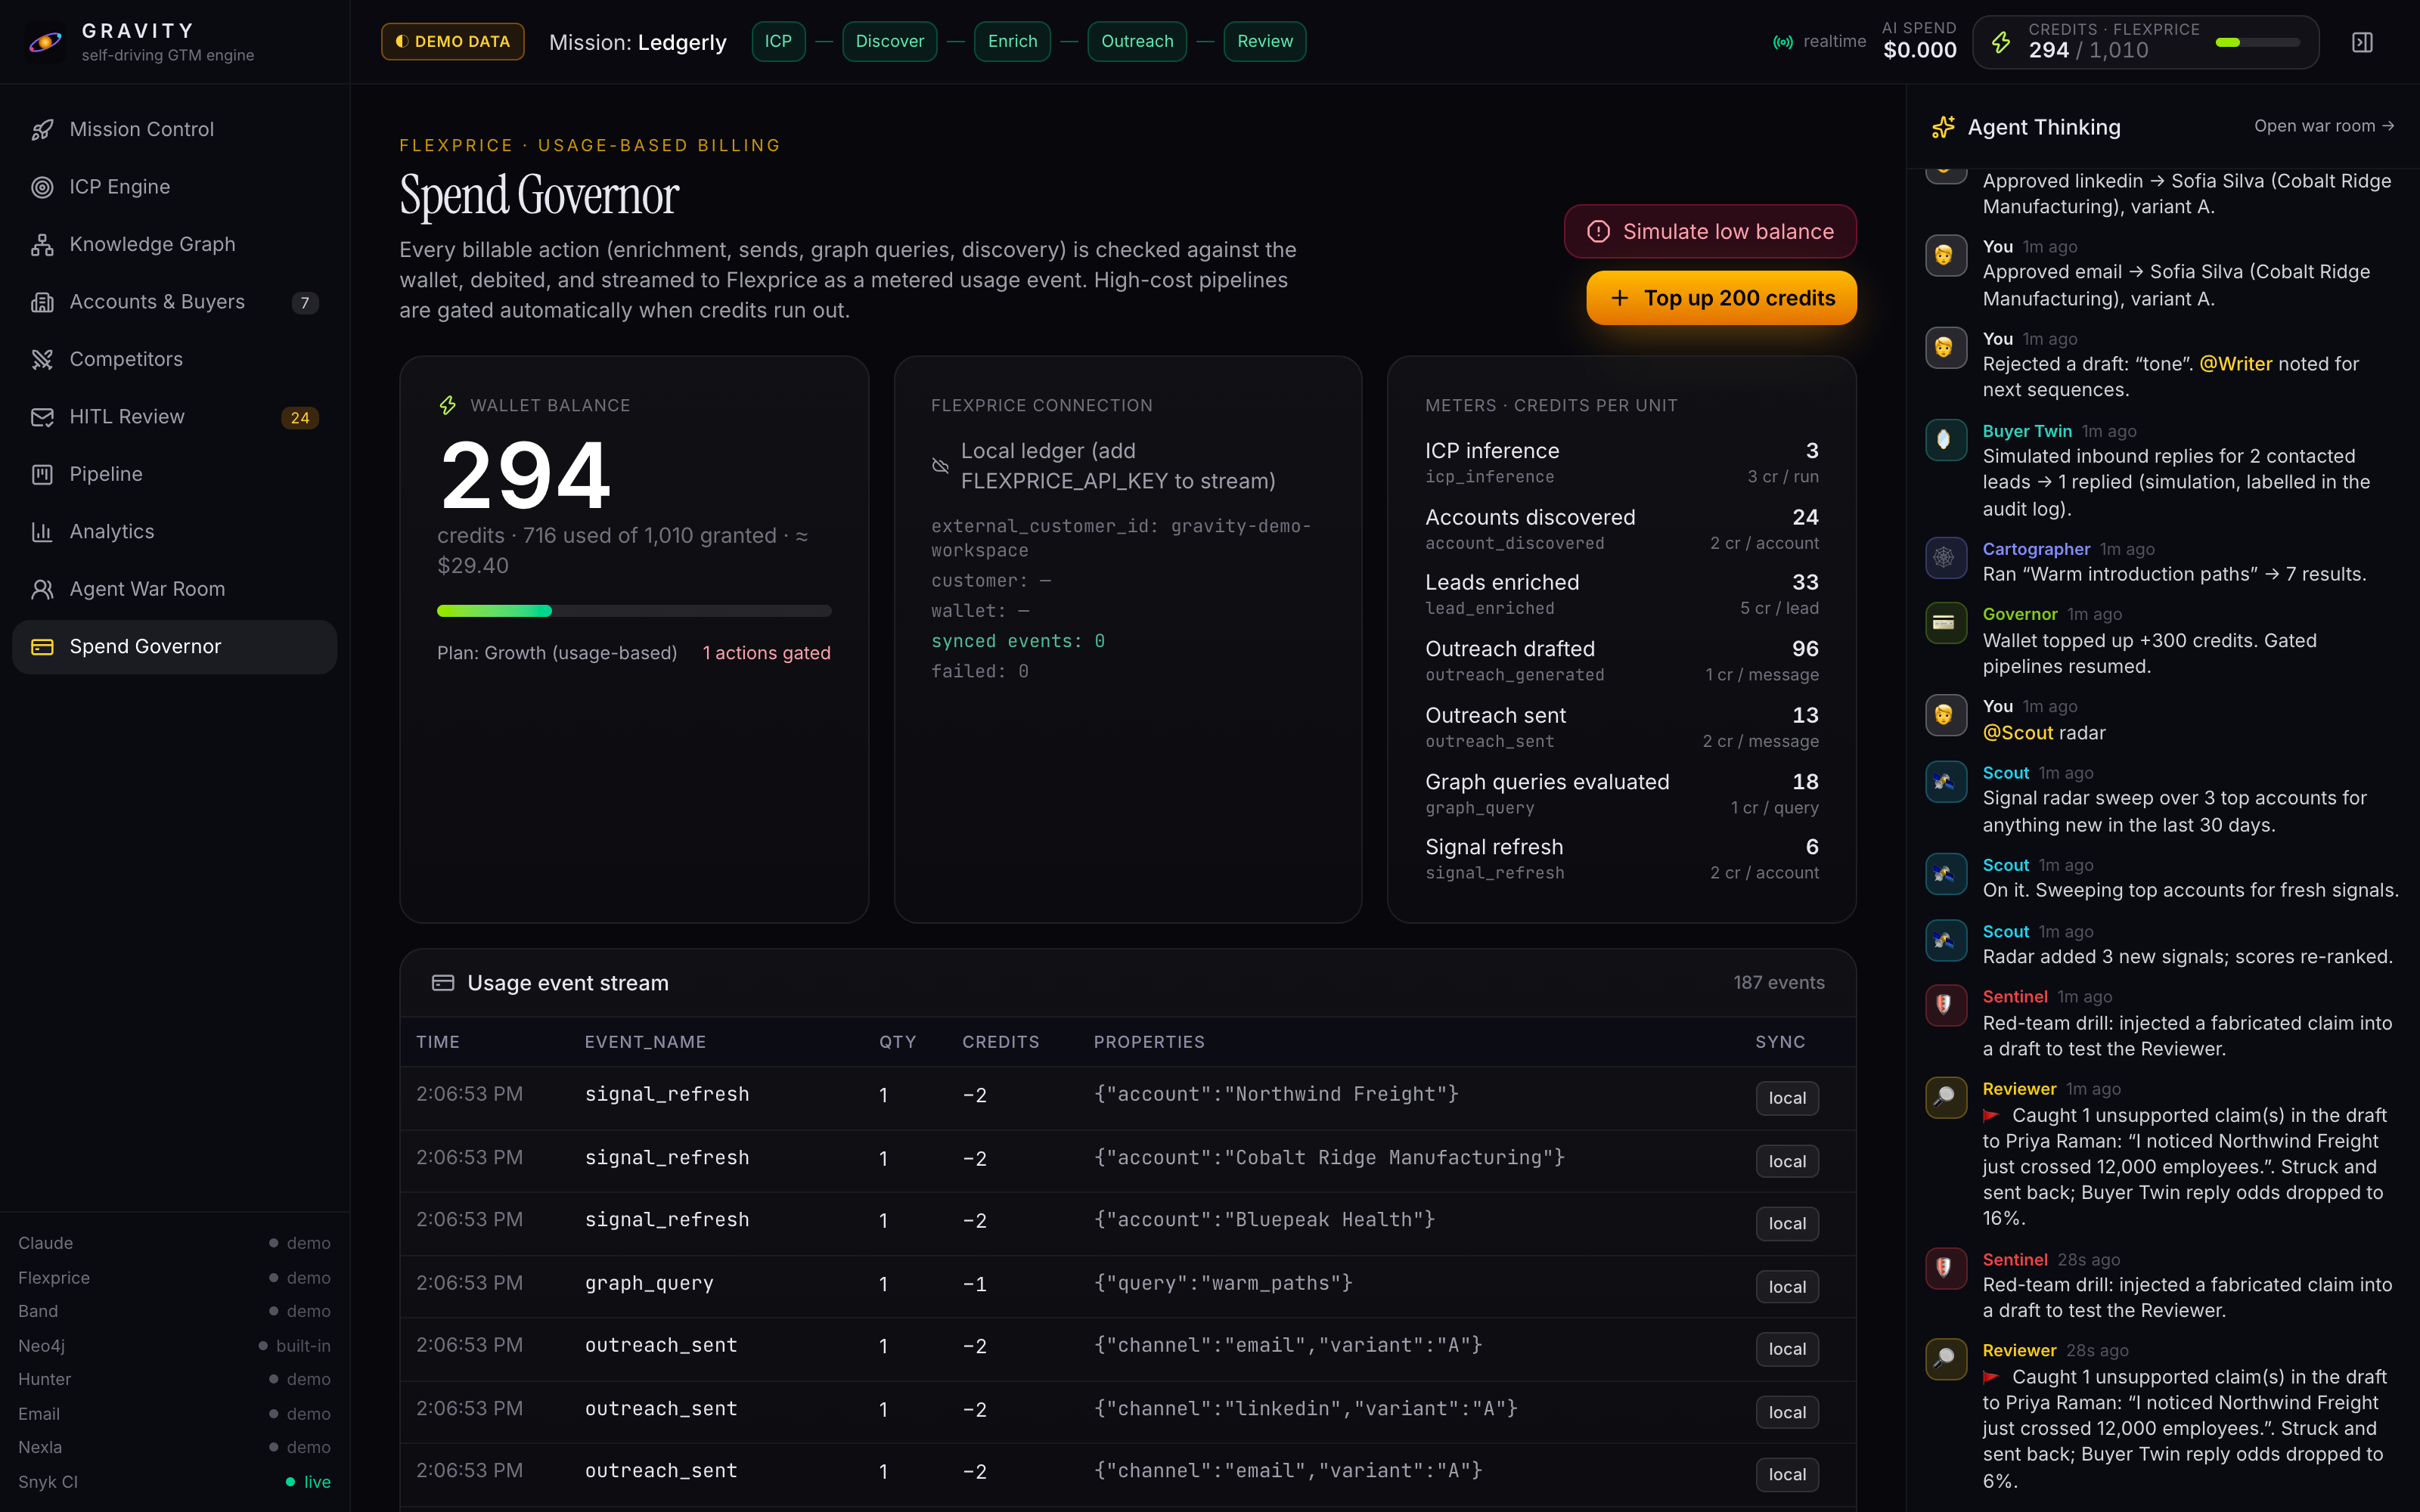 GRAVITY
self-driving GTM engine
DEMO DATA
Mission: Ledgerly
ICP
Discover
Enrich
Outreach
Review
realtime
AI SPEND
$0.000
CREDITS · FLEXPRICE
294 / 1,010
Mission Control
ICP Engine
Knowledge Graph
Accounts & Buyers 7
Competitors
HITL Review 24
Pipeline
Analytics
Agent War Room
Spend Governor
Claude demo
Flexprice demo
Band demo
Neo4j built-in
Hunter demo
Email demo
Nexla demo
Snyk CI live
FLEXPRICE · USAGE-BASED BILLING
Spend Governor
Every billable action (enrichment, sends, graph queries, discovery) is checked against the
wallet, debited, and streamed to Flexprice as a metered usage event. High-cost pipelines
are gated automatically when credits run out.
Simulate low balance
Top up 200 credits
WALLET BALANCE
294
credits · 716 used of 1,010 granted · ≈
$29.40
Plan: Growth (usage-based) 1 actions gated
FLEXPRICE CONNECTION
Local ledger (add
FLEXPRICE_API_KEY to stream)
external_customer_id: gravity-demo-
workspace
customer: —
wallet: —
synced events: 0
failed: 0
METERS · CREDITS PER UNIT
ICP inference 3
icp_inference 3 cr / run
Accounts discovered 24
account_discovered 2 cr / account
Leads enriched 33
lead_enriched 5 cr / lead
Outreach drafted 96
outreach_generated 1 cr / message
Outreach sent 13
outreach_sent 2 cr / message
Graph queries evaluated 18
graph_query 1 cr / query
Signal refresh 6
signal_refresh 2 cr / account
Usage event stream 187 events
TIME EVENT_NAME QTY CREDITS PROPERTIES SYNC
2:06:53 PM signal_refresh 1 −2 {"account":"Northwind Freight"} local
2:06:53 PM signal_refresh 1 −2 {"account":"Cobalt Ridge Manufacturing"} local
2:06:53 PM signal_refresh 1 −2 {"account":"Bluepeak Health"} local
2:06:53 PM graph_query 1 −1 {"query":"warm_paths"} local
2:06:53 PM outreach_sent 1 −2 {"channel":"email","variant":"A"} local
2:06:53 PM outreach_sent 1 −2 {"channel":"linkedin","variant":"A"} local
2:06:53 PM outreach_sent 1 −2 {"channel":"email","variant":"A"} local
Agent Thinking
Open war room →
Approved linkedin → Sofia Silva (Cobalt Ridge
Manufacturing), variant A.
You 1m ago
Approved email → Sofia Silva (Cobalt Ridge
Manufacturing), variant A.
You 1m ago
Rejected a draft: “tone”. @Writer noted for
next sequences.
Buyer Twin 1m ago
Simulated inbound replies for 2 contacted
leads → 1 replied (simulation, labelled in the
audit log).
Cartographer 1m ago
Ran “Warm introduction paths” → 7 results.
Governor 1m ago
Wallet topped up +300 credits. Gated
pipelines resumed.
You 1m ago
@Scout radar
Scout 1m ago
Signal radar sweep over 3 top accounts for
anything new in the last 30 days.
Scout 1m ago
On it. Sweeping top accounts for fresh signals.
Scout 1m ago
Radar added 3 new signals; scores re-ranked.
Sentinel 1m ago
Red-team drill: injected a fabricated claim into
a draft to test the Reviewer.
Reviewer 1m ago
Caught 1 unsupported claim(s) in the draft
to Priya Raman: “I noticed Northwind Freight
just crossed 12,000 employees.”. Struck and
sent back; Buyer Twin reply odds dropped to
16%.
Sentinel 28s ago
Red-team drill: injected a fabricated claim into
a draft to test the Reviewer.
Reviewer 28s ago
Caught 1 unsupported claim(s) in the draft
to Priya Raman: “I noticed Northwind Freight
just crossed 12,000 employees.”. Struck and
sent back; Buyer Twin reply odds dropped to
6%.